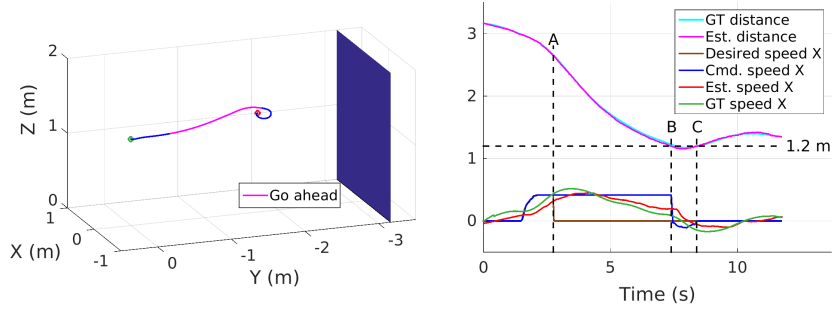 2
1
0
Z (m)
1
0
-1
X (m)
0
-1
-2
-3
Y (m)
Go ahead
3
2
1
0
0
5
10
Time (s)
A
B
C
1.2 m
GT distance
Est. distance
Desired speed X
Cmd. speed X
Est. speed X
GT speed X